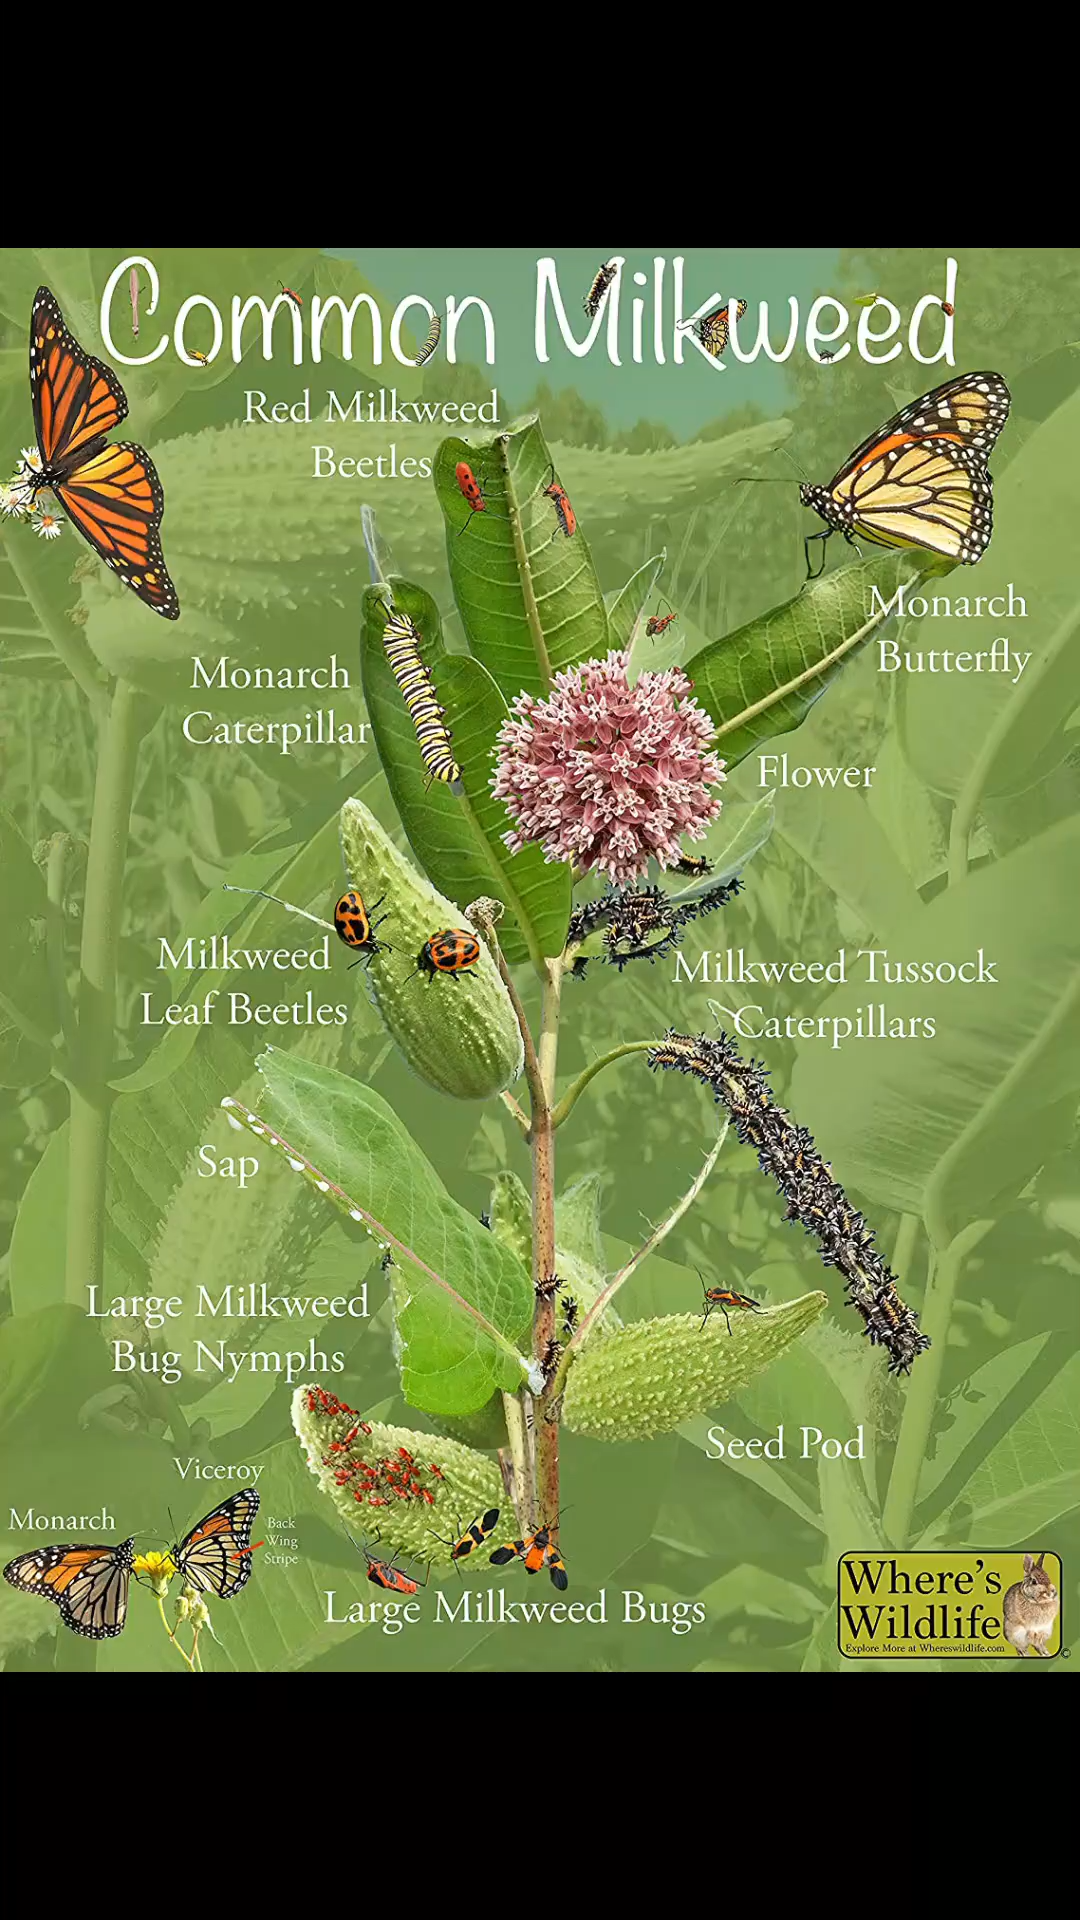 Common Milkweed
Red Milkweed
Beetles
Monarch
Butterfly
Monarch
Caterpillar
Flower
Milkweed
Leaf Beetles
Milkweed Tussock
Caterpillars
Sap
Large Milkweed
Bug Nymphs
Seed Pod
Viceroy
Monarch
Back
Wing
Stripe
Large Milkweed Bugs
Where's
Wildlife
Explore More at Whereswildlife.com
©